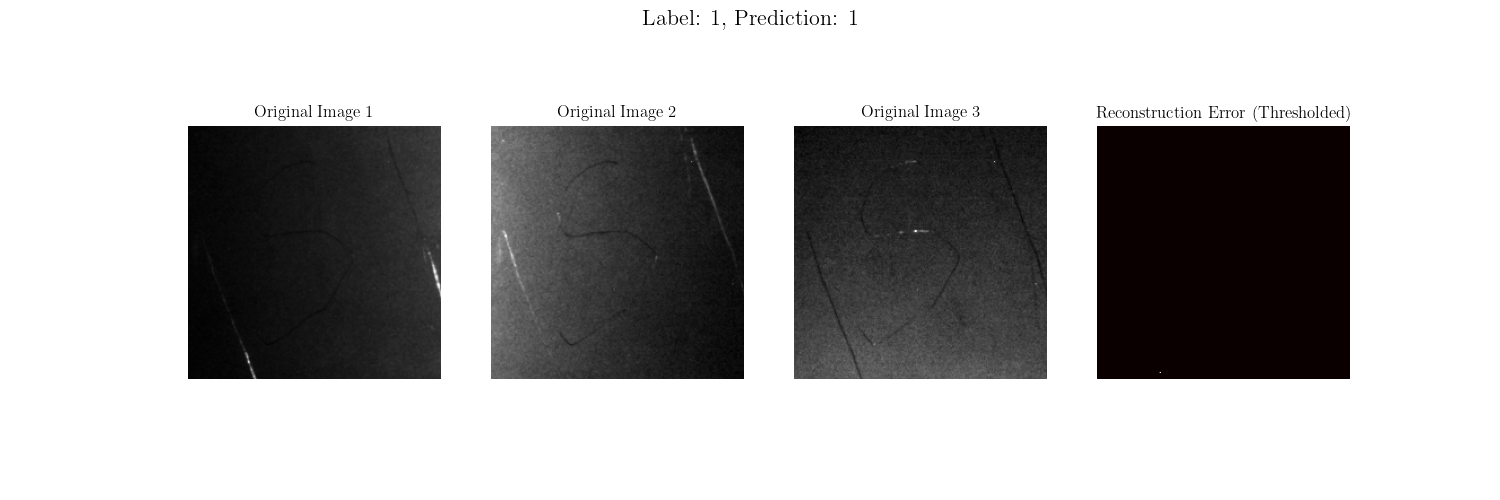 Label: 1, Prediction: 1
Original Image 1
Original Image 2
Original Image 3
Reconstruction Error (Thresholded)